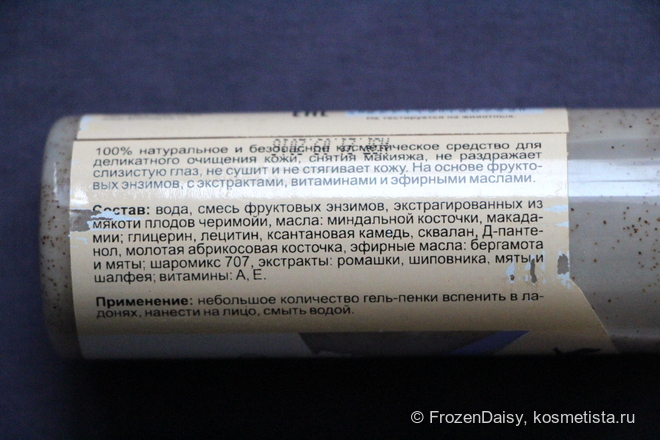 не тестируется на животных.
100% натуральное и безопасное косметическое средство для
деликатного очищения кожи, снятия макияжа, не раздражает
слизистую глаз, не сушит и не стягивает кожу. На основе фрукто-
вых энзимов, с экстрактами, витаминами и эфирными маслами.
Состав: вода, смесь фруктовых энзимов, экстрагированных из
мякоти плодов черимойи, масла: миндальной косточки, макада-
мии; глицерин, лецитин, ксантановая камедь, сквалан, Д-панте-
нол, молотая абрикосовая косточка, эфирные масла: бергамота
и мяты; шаромикс 707, экстракты: ромашки, шиповника, мяты и
шалфея; витамины: А, Е.
Применение: небольшое количество гель-пенки вспенить в ла-
донях, нанести на лицо, смыть водой.
© FrozenDaisy, kosmetista.ru